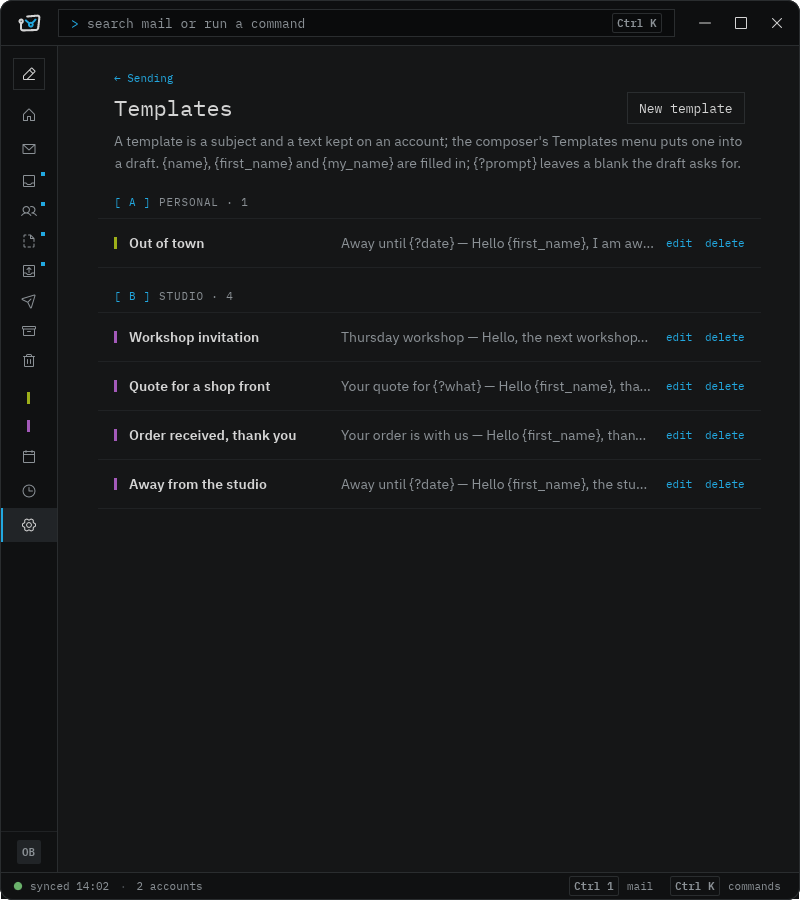 > search mail or run a command Ctrl K
← Sending
Templates
New template
A template is a subject and a text kept on an account; the composer's Templates menu puts one into
a draft. {name}, {first_name} and {my_name} are filled in; {?prompt} leaves a blank the draft asks for.
[ A ] PERSONAL · 1
Out of town Away until {?date} — Hello {first_name}, I am aw... edit delete
[ B ] STUDIO · 4
Workshop invitation Thursday workshop — Hello, the next workshop... edit delete
Quote for a shop front Your quote for {?what} — Hello {first_name}, tha... edit delete
Order received, thank you Your order is with us — Hello {first_name}, than... edit delete
Away from the studio Away until {?date} — Hello {first_name}, the stu... edit delete
OB
synced 14:02 · 2 accounts Ctrl 1 mail Ctrl K commands